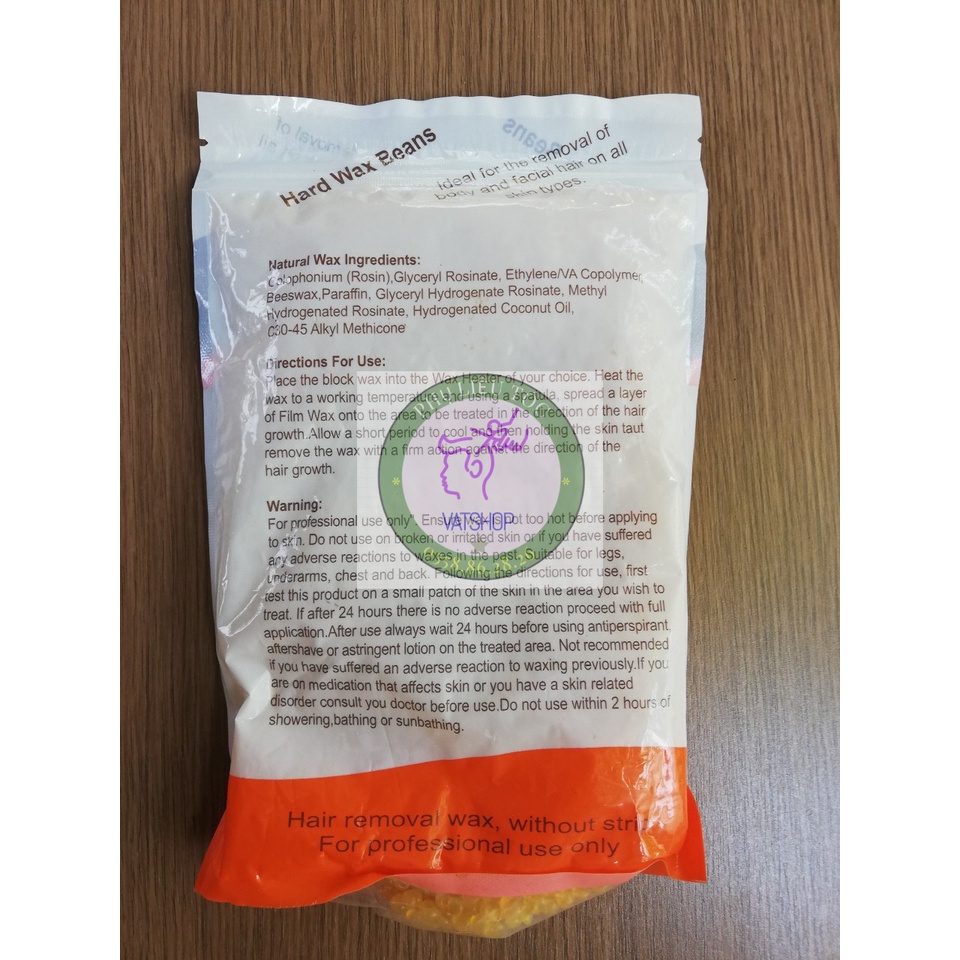 Hard Wax Beans
Ideal for the removal of
body and facial hair on all
skin types.
Natural Wax Ingredients:
Colophonium (Rosin),Glyceryl Rosinate, Ethylene/VA Copolymer,
Beeswax,Paraffin, Glyceryl Hydrogenate Rosinate, Methyl
Hydrogenated Rosinate, Hydrogenated Coconut Oil,
C30-45 Alkyl Methicone
Directions For Use:
Place the block wax into the Wax Heater of your choice. Heat the
wax to a working temperature and using a spatula, spread a layer
of Film Wax onto the area to be treated in the direction of the hair
growth.Allow a short period to cool and then holding the skin taut
remove the wax with a firm action against the direction of the
hair growth.
Warning:
For professional use only . Ensure wax is not too hot before applying
to skin. Do not use on broken or irritated skin or if you have suffered
any adverse reactions to waxes in the past. Suitable for legs,
underarms, chest and back. Following the directions for use, first
test this product on a small patch of the skin in the area you wish to
treat. If after 24 hours there is no adverse reaction proceed with full
application.After use always wait 24 hours before using antiperspirant,
aftershave or astringent lotion on the treated area. Not recommended
if you have suffered an adverse reaction to waxing previously.If you
are on medication that affects skin or you have a skin related
disorder consult you doctor before use.Do not use within 2 hours of
showering,bathing or sunbathing.
VATSHOP
Hair removal wax, without strip
For professional use only